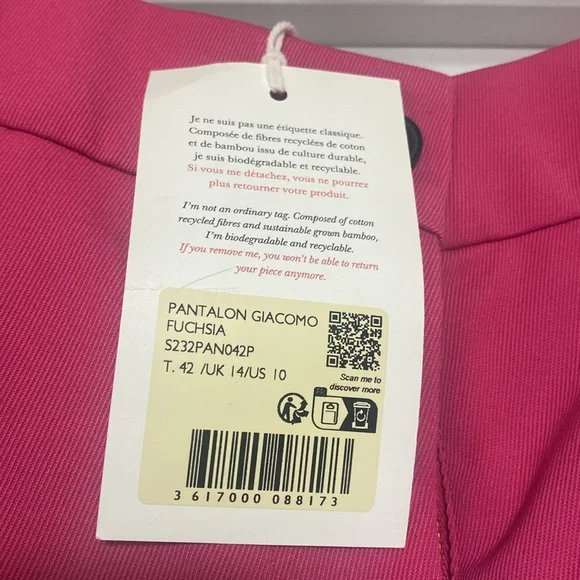 Je ne suis pas une étiquette classique.
Composée de fibres recyclées de coton
et de bambou issu de culture durable,
je suis biodégradable et recyclable.
Si vous me détachez, vous ne pourrez
plus retourner votre produit.
I'm not an ordinary tag. Composed of cotton
recycled fibres and sustainable grown bamboo,
I'm biodegradable and recyclable.
If you remove me, you won't be able to return
your piece anymore.
PANTALON GIACOMO
FUCHSIA
S232PAN042P
T. 42 /UK 14/US 10
Scan me to
discover more
FR
3 617000 088173